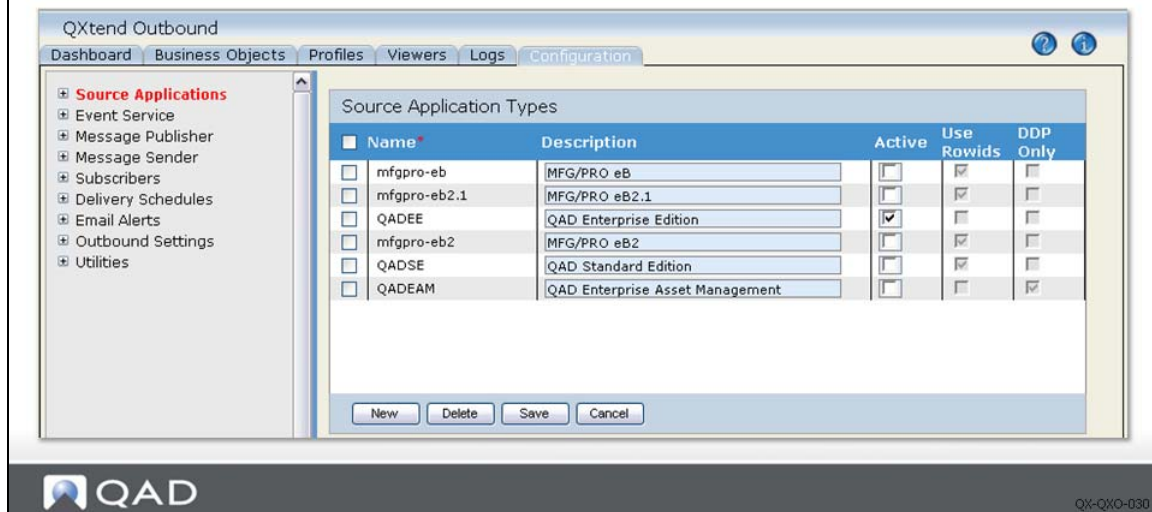 QXtend Outbound
Dashboard Business Objects Profiles Viewers Logs Configuration
Source Applications
Event Service
Message Publisher
Message Sender
Subscribers
Delivery Schedules
Email Alerts
Outbound Settings
Utilities
Source Application Types
Name* Description Active Use Rowids DDP Only
mfgpro-eb MFG/PRO eB
mfgpro-eb2.1 MFG/PRO eB2.1
QADEE QAD Enterprise Edition
mfgpro-eb2 MFG/PRO eB2
QADSE QAD Standard Edition
QADEAM QAD Enterprise Asset Management
New Delete Save Cancel
QAD
QX-QXO-030